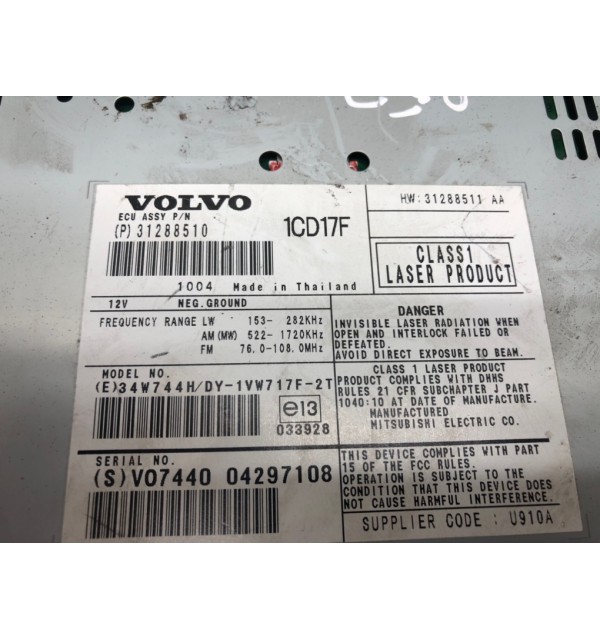 VOLVO
ECU ASSY P/N
(P) 31288510
1CD17F
1004 Made in Thailand
HW: 31288511 AA
CLASS1
LASER PRODUCT
12V NEG. GROUND
FREQUENCY RANGE LW 153- 282KHz
AM (MW) 522- 1720KHz
FM 76.0-108.0MHz
DANGER
INVISIBLE LASER RADIATION WHEN
OPEN AND INTERLOCK FAILED OR
DEFEATED.
AVOID DIRECT EXPOSURE TO BEAM.
MODEL NO.
(E)34W744H/DY-1VW717F-2T
e13
033928
CLASS 1 LASER PRODUCT
PRODUCT COMPLIES WITH DHHS
RULES 21 CFR SUBCHAPTER J PART
1040:10 AT DATE OF MANUFACTURE.
MANUFACTURED
MITSUBISHI ELECTRIC CO.
SERIAL NO.
(S) VO7440 04297108
THIS DEVICE COMPLIES WITH PART
15 OF THE FCC RULES.
OPERATION IS SUBJECT TO THE
CONDITION THAT THIS DEVICE DOES
NOT CAUSE HARMFUL INTERFERENCE.
SUPPLIER CODE : U910A